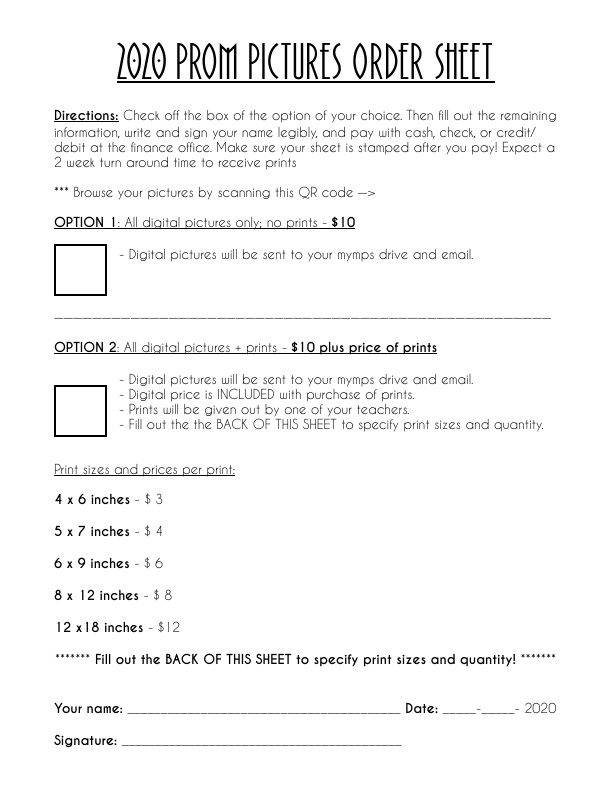 2020 PROM PICTURES ORDER SHEET
Directions: Check off the box of the option of your choice. Then fill out the remaining
information, write and sign your name legibly, and pay with cash, check, or credit/
debit at the finance office. Make sure your sheet is stamped after you pay! Expect a
2 week turn around time to receive prints
*** Browse your pictures by scanning this QR code —>
OPTION 1: All digital pictures only; no prints - $10
- Digital pictures will be sent to your mymps drive and email.
OPTION 2: All digital pictures + prints - $10 plus price of prints
- Digital pictures will be sent to your mymps drive and email.
- Digital price is INCLUDED with purchase of prints.
- Prints will be given out by one of your teachers.
- Fill out the the BACK OF THIS SHEET to specify print sizes and quantity.
Print sizes and prices per print:
4 x 6 inches - $ 3
5 x 7 inches - $ 4
6 x 9 inches - $ 6
8 x 12 inches - $ 8
12 x18 inches - $12
******* Fill out the BACK OF THIS SHEET to specify print sizes and quantity! *******
Your name: ________________________________________ Date: _____-_____- 2020
Signature: _________________________________________